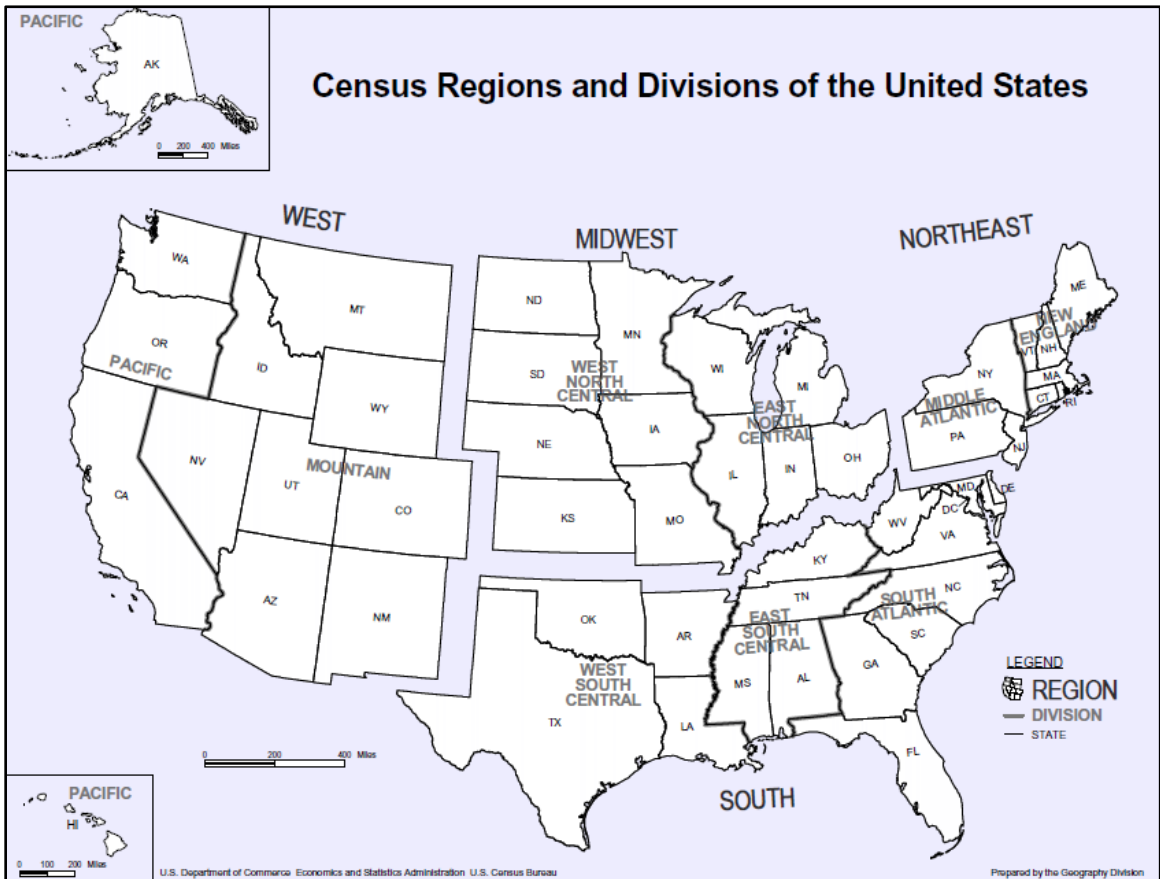 PACIFIC
AK
0 200 400 Miles
Census Regions and Divisions of the United States
WEST
MIDWEST
NORTHEAST
WA
MT
OR
ID
PACIFIC
WY
NV
UT
MOUNTAIN
CO
CA
AZ
NM
ND
MN
SD
WEST
NORTH
CENTRAL
NE
IA
KS
MO
WI
MI
EAST
NORTH
CENTRAL
IL
IN
OH
ME
NEW
ENGLAND
VT
NH
NY
MA
CT
RI
MIDDLE
ATLANTIC
PA
NJ
MD
DE
DC
WV
VA
KY
TN
NC
SOUTH
ATLANTIC
SC
EAST
SOUTH
CENTRAL
MS
AL
GA
FL
OK
AR
WEST
SOUTH
CENTRAL
TX
LA
SOUTH
LEGEND
REGION
DIVISION
STATE
0 200 400
Miles
PACIFIC
HI
0 100 200 Miles
U.S. Department of Commerce Economics and Statistics Administration U.S. Census Bureau
Prepared by the Geography Division